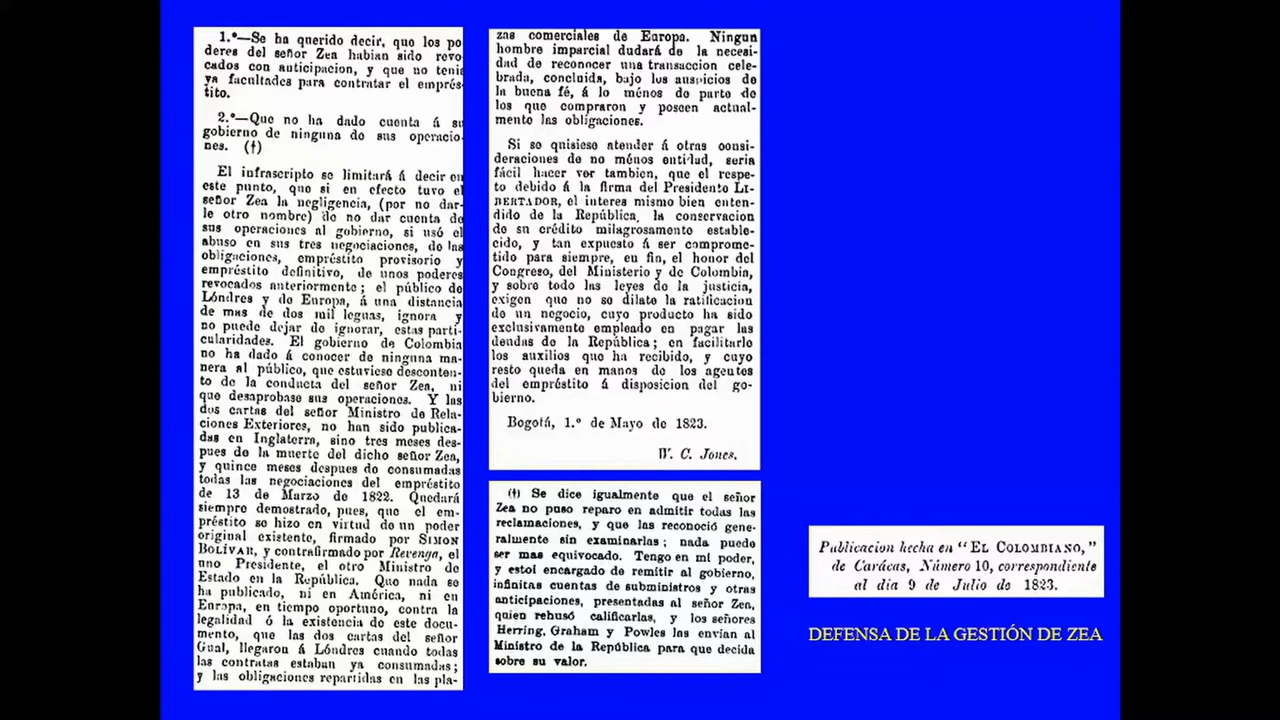 1.º—Se ha querido decir, que los po
deres del señor Zea habian sido revo
cados con anticipacion, y que no tenia
ya facultades para contratar el emprés-
tito.
2.º—Que no ha dado cuenta á su
gobierno de ninguna de sus operacio-
nes. (†)
El infrascripto se limitará á decir en
este punto, que si en efecto tuvo el
señor Zea la negligencia, (por no dar-
le otro nombre) de no dar cuenta de
sus operaciones al gobierno, si usó el
abuso en sus tres negociaciones, de las
obligaciones, empréstito provisorio y
empréstito definitivo, de unos poderes
revocados anteriormente; el público de
Lóndres y de Europa, á una distancia
de mas de dos mil leguas, ignora y
no puede dejar de ignorar, estas parti-
cularidades. El gobierno de Colombia
no ha dado á conocer de ninguna ma-
nera al público, que estuviese desconten-
to de la conducta del señor Zea, ni
que desaprobase sus operaciones. Y las
dos cartas del señor Ministro de Rela-
ciones Exteriores, no han sido publica-
das en Inglaterra, sino tres meses des-
pues de la muerte del dicho señor Zea,
y quince meses despues de consumadas
todas las negociaciones del empréstito
de 13 de Marzo de 1822. Quedará
siempre demostrado, pues, que el em-
préstito se hizo en virtud de un poder
original existente, firmado por SIMON
BOLÍVAR, y contrafirmado por Revenga, el
uno Presidente, el otro Ministro de
Estado en la República. Que nada se
ha publicado, ni en América, ni en
Europa, en tiempo oportuno, contra la
legalidad ó la existencia de este docu-
mento, que las dos cartas del señor
Gual, llegaron á Lóndres cuando todas
las contratas estaban ya consumadas;
y las obligaciones repartidas en las pla-
zas comerciales de Europa. Ningun
hombre imparcial dudará de la necesi-
dad de reconocer una transaccion cele-
brada, concluida, bajo los auspicios de
la buena fé, á lo ménos de parte de
los que compraron y poseen actual-
mente las obligaciones.
Si se quisiese atender á otras consi-
deraciones de no ménos entidad, seria
fácil hacer ver tambien, que el respe-
to debido á la firma del Presidente LI-
BERTADOR, el interes mismo bien enten-
dido de la República, la conservacion
de su crédito milagrosamente estable-
cido, y tan expuesto á ser comprome-
tido para siempre, en fin, el honor del
Congreso, del Ministerio y de Colombia,
y sobre todo las leyes de la justicia,
exigen que no se dilate la ratificacion
de un negocio, cuyo producto ha sido
exclusivamente empleado en pagar las
deudas de la República; en facilitarle
los auxilios que ha recibido, y cuyo
resto queda en manos de los agentes
del empréstito á disposicion del go-
bierno.
Bogotá, 1.º de Mayo de 1823.
W. C. Jones.
(†) Se dice igualmente que el señor
Zea no puso reparo en admitir todas las
reclamaciones, y que las reconoció gene-
ralmente sin examinarlas; nada puede
ser mas equivocado. Tengo en mi poder,
y estoi encargado de remitir al gobierno,
infinitas cuentas de subministros y otras
anticipaciones, presentadas al señor Zea,
quien rehusó calificarlas, y los señores
Herring, Graham y Powles las envian al
Ministro de la República para que decida
sobre su valor.
Publicacion hecha en "EL COLOMBIANO,"
de Carácas, Número 10, correspondiente
al dia 9 de Julio de 1823.
DEFENSA DE LA GESTIÓN DE ZEA